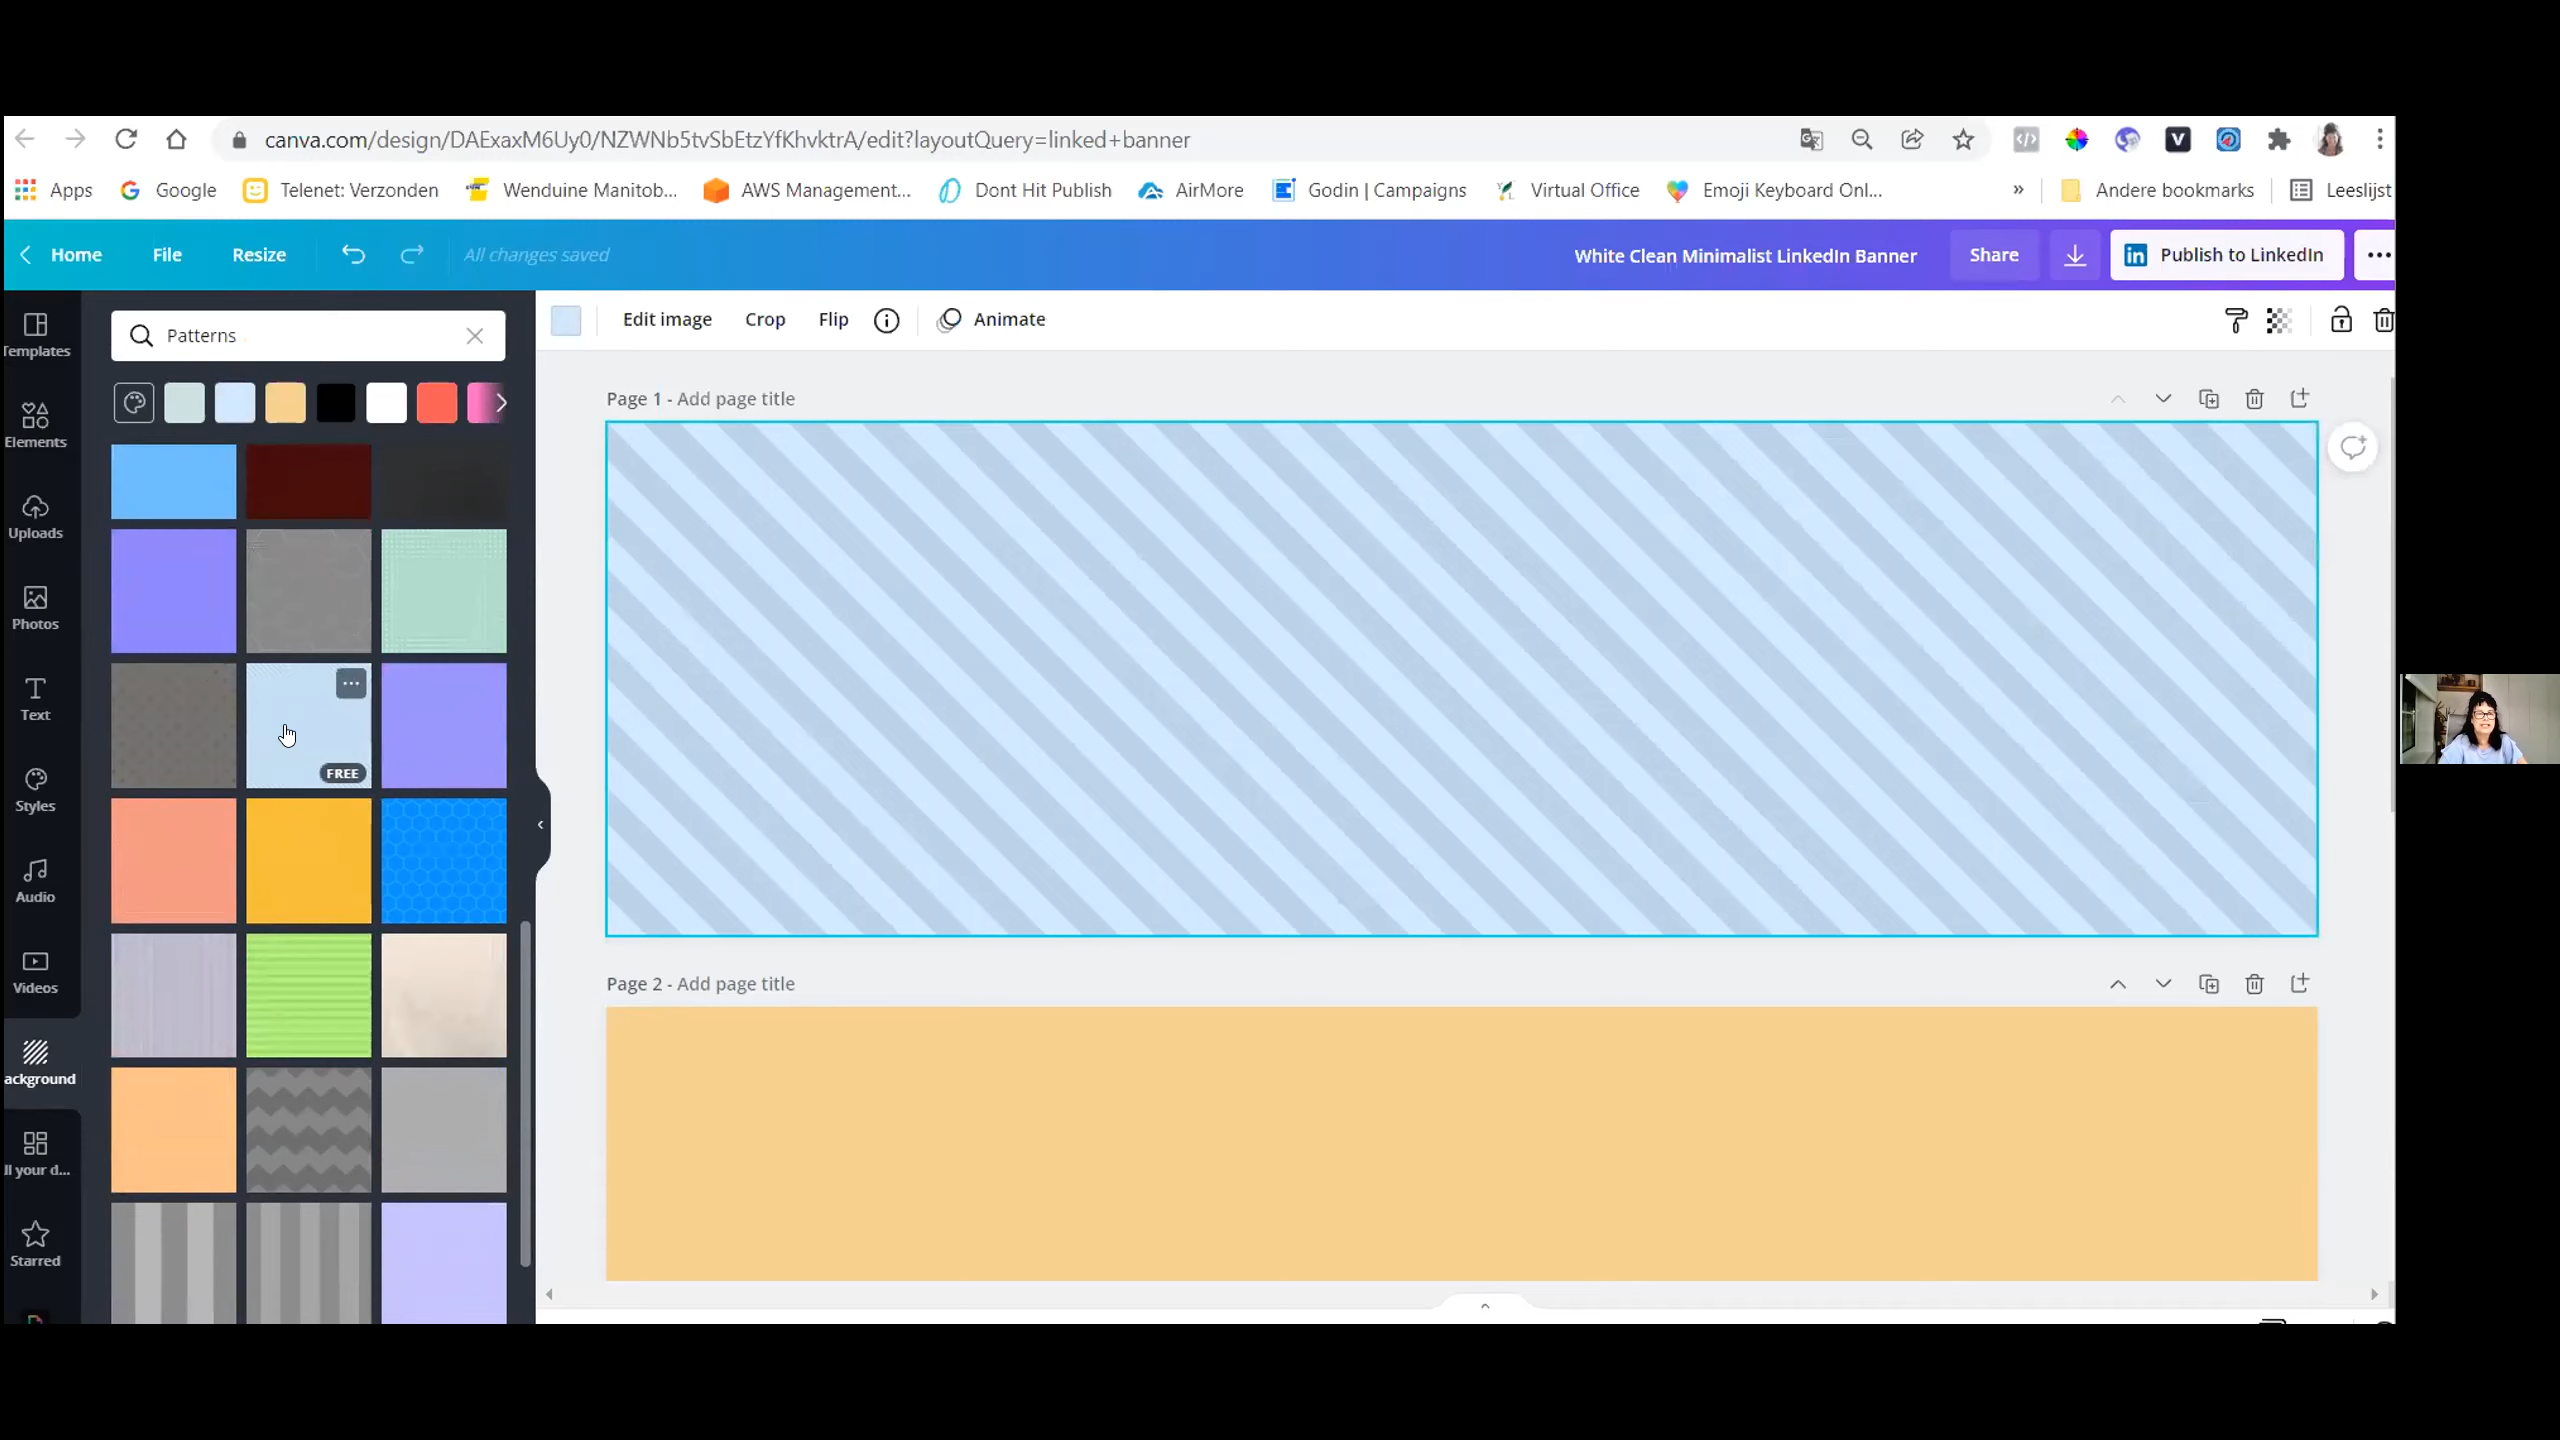 canva.com/design/DAExaxM6Uy0/NZWNb5tvSbEtzYfKhvktrA/edit?layoutQuery=linked+banner
Apps Google Telenet: Verzonden Wenduine Manitob... AWS Management... Dont Hit Publish AirMore Godin | Campaigns Virtual Office Emoji Keyboard Onl... » Andere bookmarks Leeslijst
Home File Resize All changes saved White Clean Minimalist LinkedIn Banner Share in Publish to LinkedIn
Templates
Patterns
Edit image Crop Flip Animate
Page 1 - Add page title
Elements
Uploads
Photos
Text
FREE
Styles
Audio
Videos
Page 2 - Add page title
ackground
ll your d...
Starred